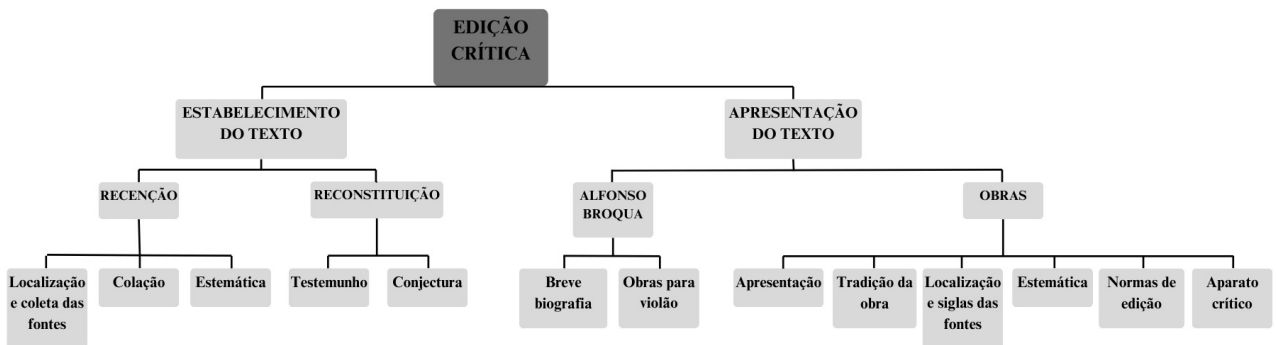 EDIÇÃO
CRÍTICA
ESTABELECIMENTO
DO TEXTO
APRESENTAÇÃO
DO TEXTO
RECENÇÃO
RECONSTITUIÇÃO
ALFONSO
BROQUA
OBRAS
Localização
e coleta das
fontes
Colação
Estemática
Testemunho
Conjectura
Breve
biografia
Obras para
violão
Apresentação
Tradição da
obra
Localização
e siglas das
fontes
Estemática
Normas de
edição
Aparato
crítico